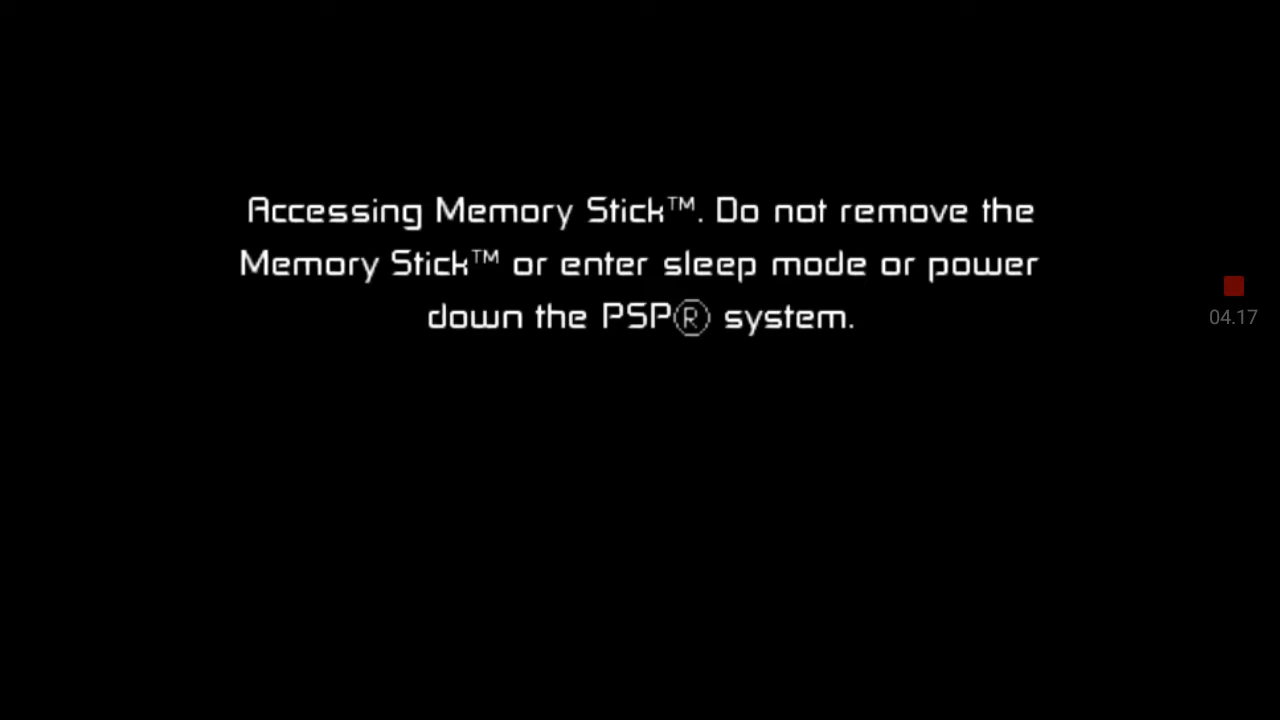 Accessing Memory Stick™. Do not remove the
Memory Stick™ or enter sleep mode or power
down the PSP® system.
04.17